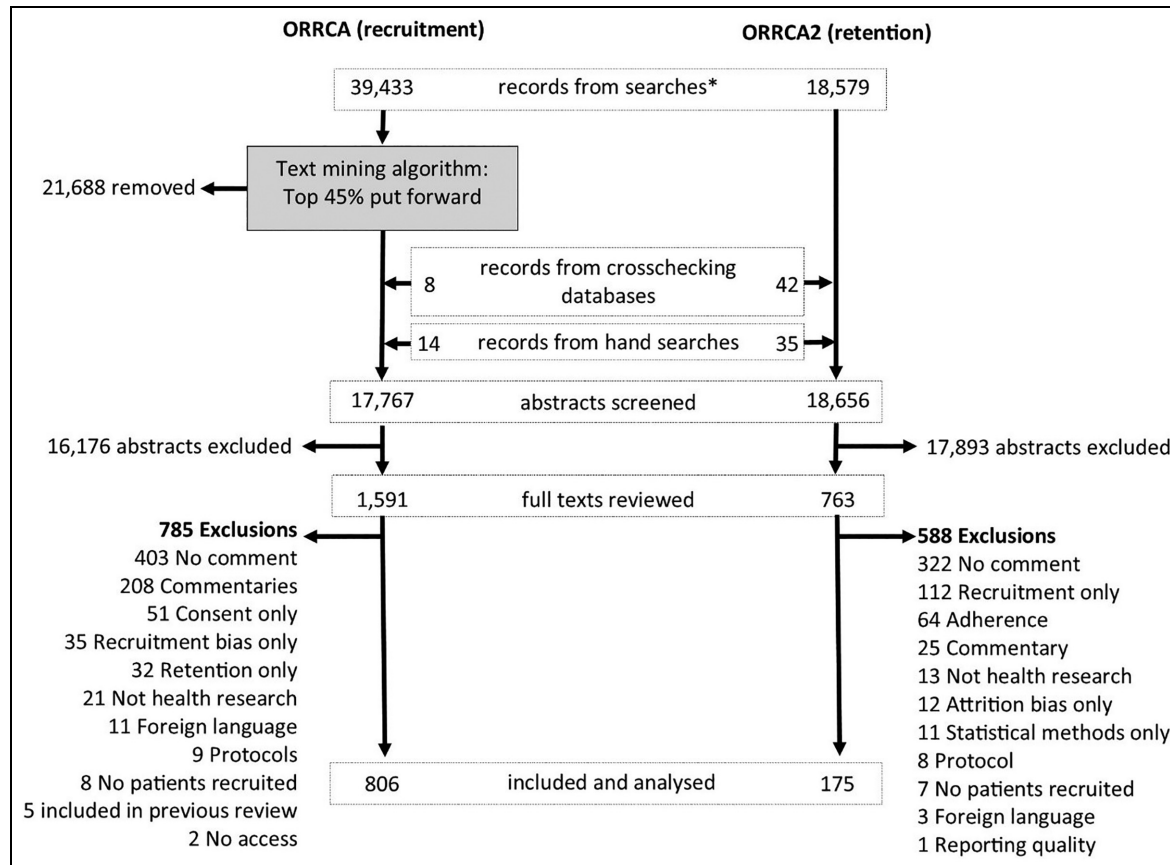 ORRCA (recruitment) ORRCA2 (retention)
39,433 records from searches* 18,579
Text mining algorithm:
Top 45% put forward
21,688 removed
records from crosschecking
databases
8 42
14 records from hand searches 35
17,767 abstracts screened 18,656
16,176 abstracts excluded
17,893 abstracts excluded
1,591 full texts reviewed 763
785 Exclusions
403 No comment
208 Commentaries
51 Consent only
35 Recruitment bias only
32 Retention only
21 Not health research
11 Foreign language
9 Protocols
8 No patients recruited
5 included in previous review
2 No access
588 Exclusions
322 No comment
112 Recruitment only
64 Adherence
25 Commentary
13 Not health research
12 Attrition bias only
11 Statistical methods only
8 Protocol
7 No patients recruited
3 Foreign language
1 Reporting quality
806 included and analysed 175